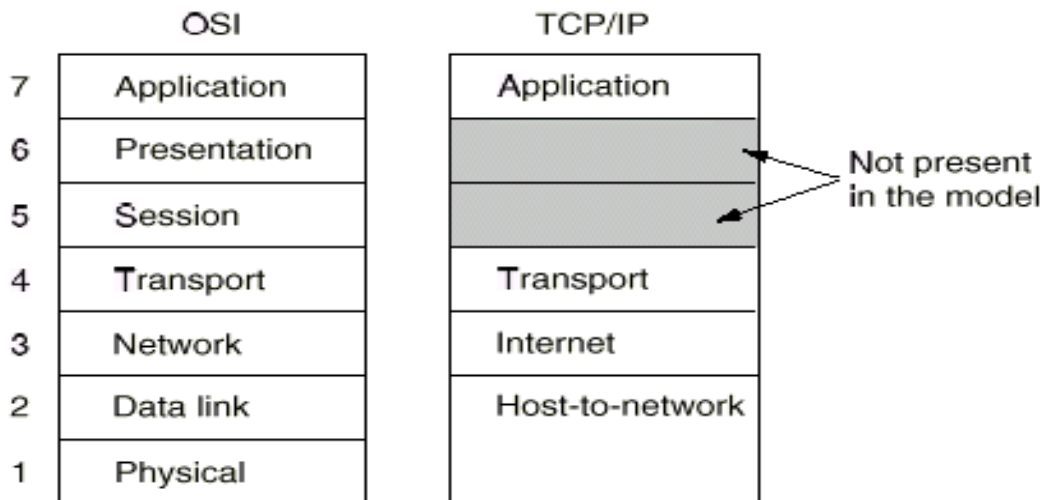 OSI TCP/IP
7 Application Application
6 Presentation
5 Session
Not present
in the model
4 Transport Transport
3 Network Internet
2 Data link Host-to-network
1 Physical